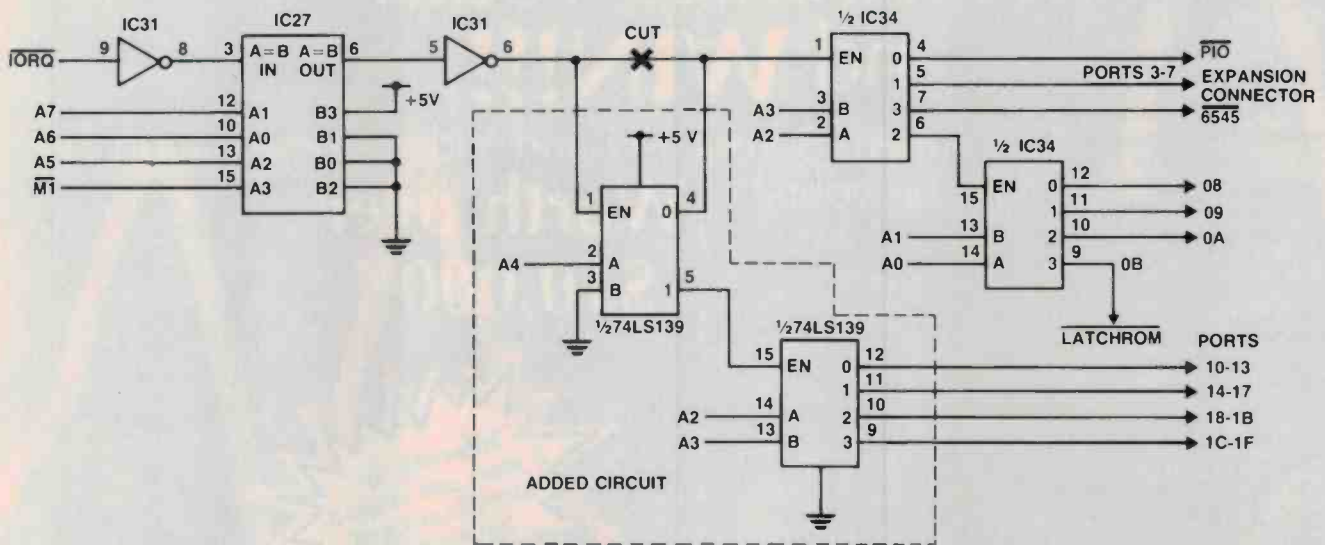 IC31
IC27
IC31
CUT
½ IC34
IORQ
9
8
3
A=B
IN
A=B
OUT
6
5
6
1
EN
0
4
PIO
+5V
1
5
PORTS 3-7
EXPANSION
CONNECTOR
A7
12
A1
B3
A3
3
B
3
7
6545
A6
10
A0
B1
A2
2
A
2
6
A5
13
A2
B0
+5 V
½ IC34
M1
15
A3
B2
15
EN
0
12
08
1
EN
0
4
1
11
09
A1
13
B
2
10
0A
A4
2
A
A0
14
A
3
9
0B
3
B
1
5
½74LS139
½74LS139
LATCHROM
PORTS
15
EN
0
12
10-13
1
11
14-17
A2
14
A
2
10
18-1B
A3
13
B
3
9
1C-1F
ADDED CIRCUIT